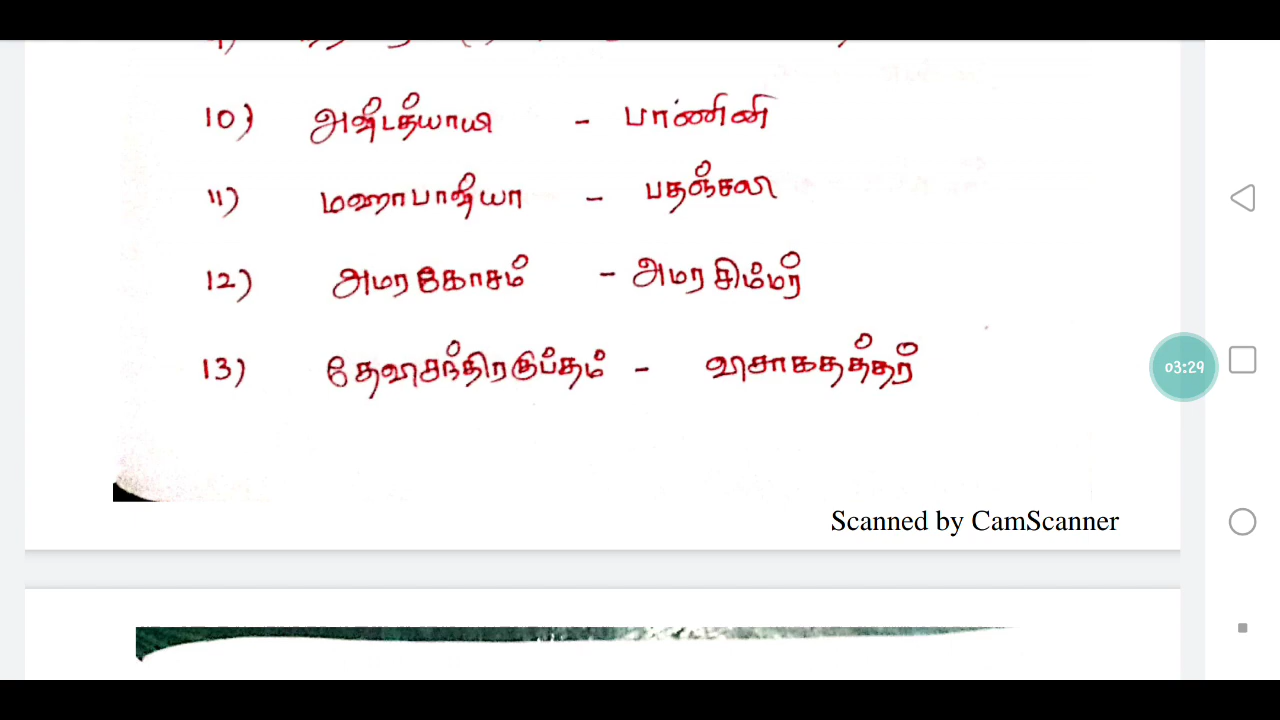 10) அஷ்டத்யாயி - பாணினி
11) மஹாபாஷ்யா - பதஞ்சலி
12) அமரகோசம் - அமரசிம்மர்
13) தேவிசந்திரகுப்தம் - விசாகதத்தர்
03:29
Scanned by CamScanner